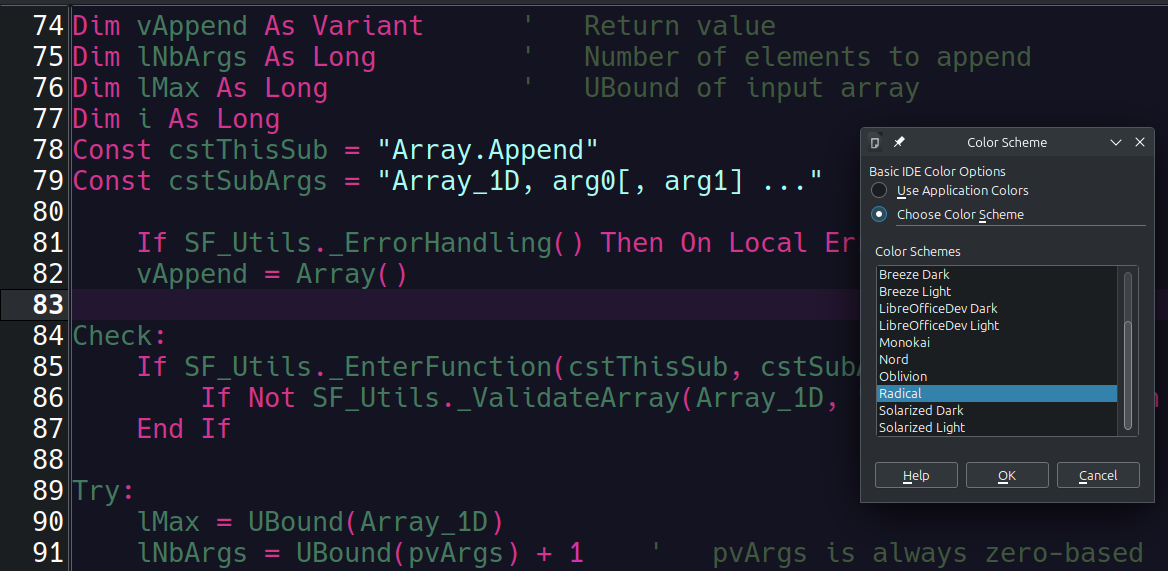 74 Dim vAppend As Variant ' Return value
75 Dim lNbArgs As Long ' Number of elements to append
76 Dim lMax As Long ' UBound of input array
77 Dim i As Long
78 Const cstThisSub = "Array.Append"
79 Const cstSubArgs = "Array_1D, arg0[, arg1] ..."
80
81 If SF_Utils._ErrorHandling() Then On Local Er
82 vAppend = Array()
83
84 Check:
85 If SF_Utils._EnterFunction(cstThisSub, cstSub
86 If Not SF_Utils._ValidateArray(Array_1D,
87 End If
88
89 Try:
90 lMax = UBound(Array_1D)
91 lNbArgs = UBound(pvArgs) + 1 ' pvArgs is always zero-based
Color Scheme
Basic IDE Color Options
Use Application Colors
Choose Color Scheme
Color Schemes
Breeze Dark
Breeze Light
LibreOfficeDev Dark
LibreOfficeDev Light
Monokai
Nord
Oblivion
Radical
Solarized Dark
Solarized Light
Help OK Cancel